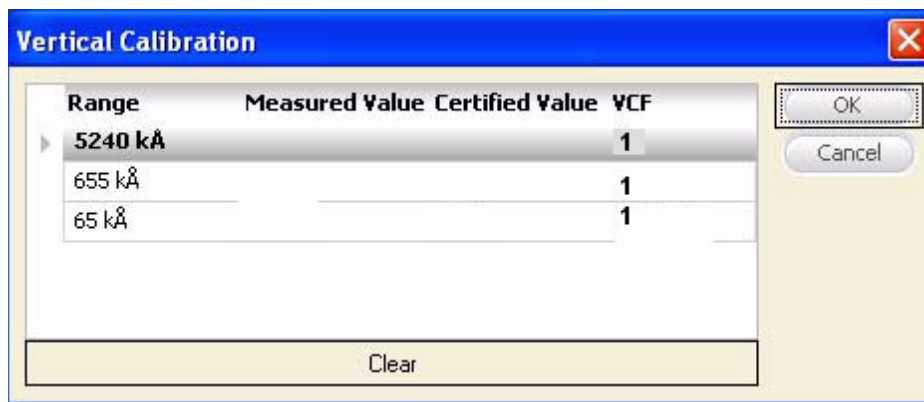 Vertical Calibration
Range Measured Value Certified Value VCF
5240 kÅ 1
655 kÅ 1
65 kÅ 1
OK
Cancel
Clear